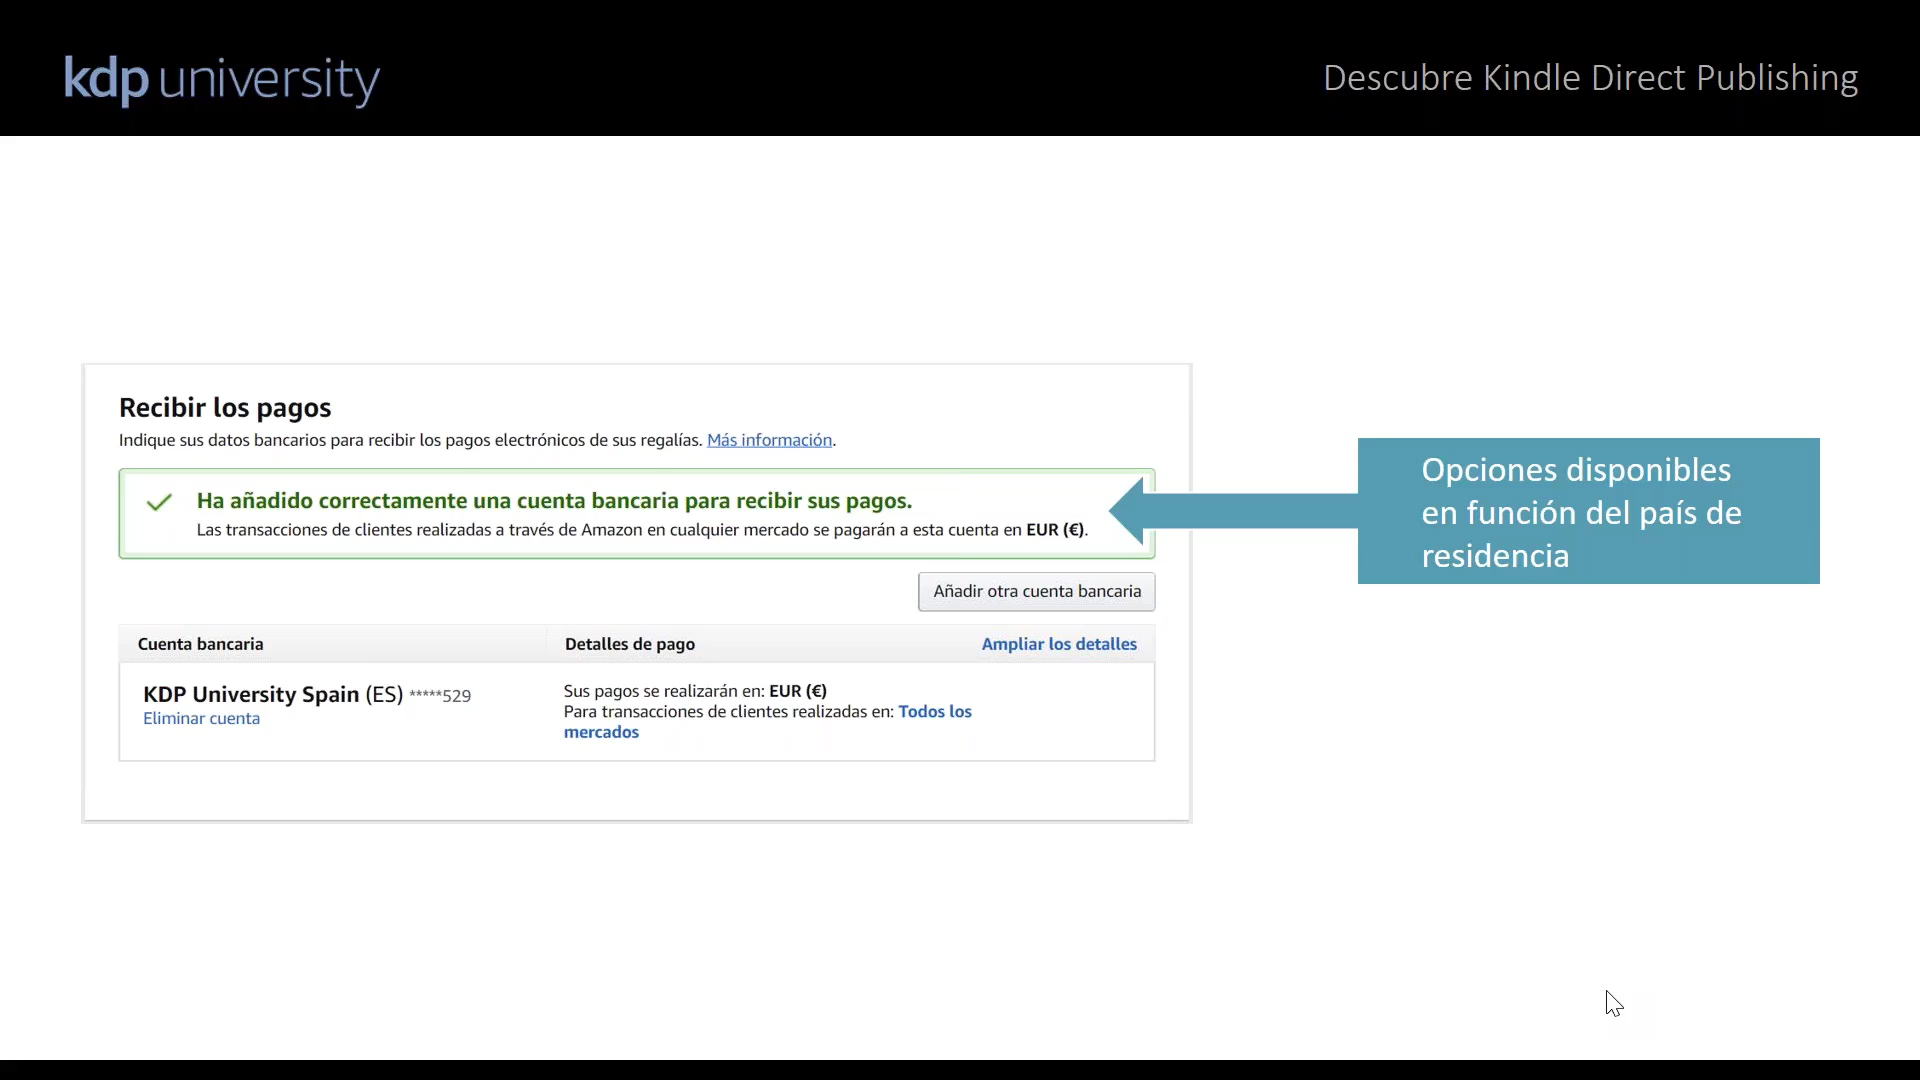 kdp university
Descubre Kindle Direct Publishing
Recibir los pagos
Indique sus datos bancarios para recibir los pagos electrónicos de sus regalías. Más información.
Ha añadido correctamente una cuenta bancaria para recibir sus pagos.
Las transacciones de clientes realizadas a través de Amazon en cualquier mercado se pagarán a esta cuenta en EUR (€).
Opciones disponibles
en función del país de
residencia
Añadir otra cuenta bancaria
Cuenta bancaria
Detalles de pago
Ampliar los detalles
KDP University Spain (ES) *****529
Eliminar cuenta
Sus pagos se realizarán en: EUR (€)
Para transacciones de clientes realizadas en: Todos los
mercados